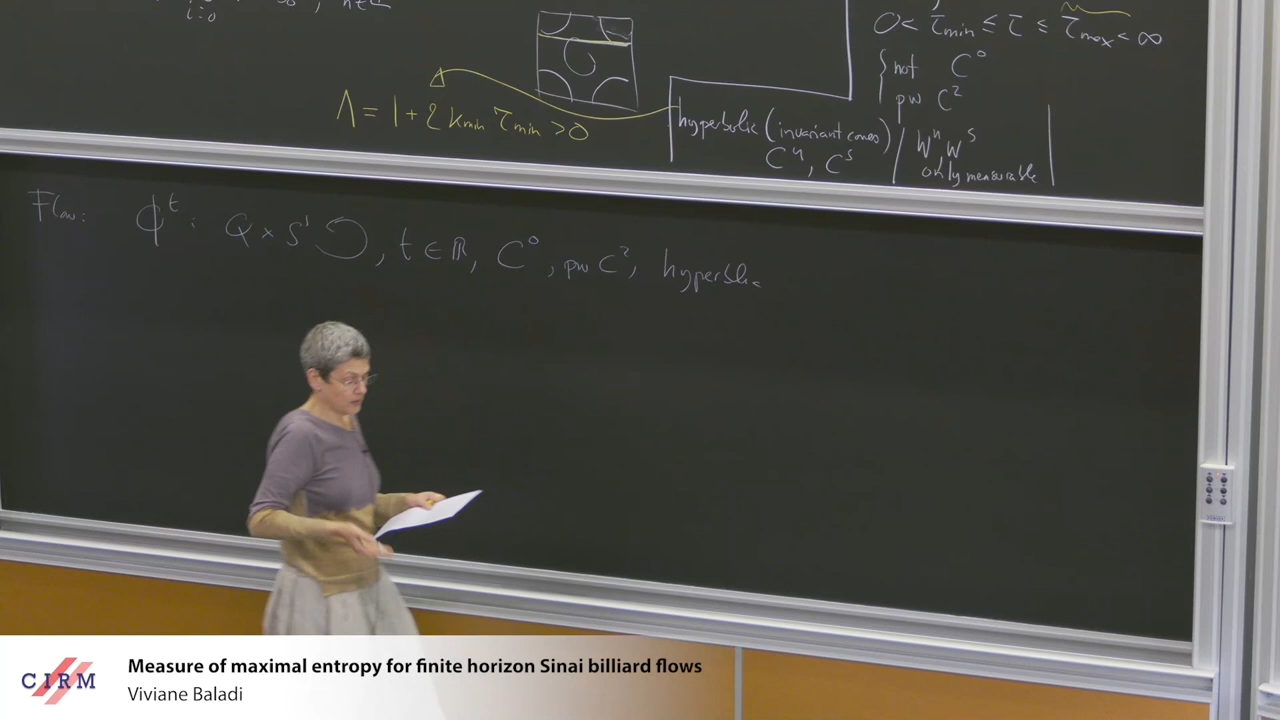 i=0
0 < τmin ≤ τ ≤ τmax < ∞
{ not C⁰
pw C²
Λ = 1 + 2 Kmin τmin > 0
hyperbolic (invariant cones) / Wᵘ, Wˢ
Cᵘ, Cˢ only measurable
Flow: Φᵗ : Q × S¹ ⟲, t ∈ ℝ, C⁰, pw C², hyperbolic
CIRM
Measure of maximal entropy for finite horizon Sinai billiard flows
Viviane Baladi